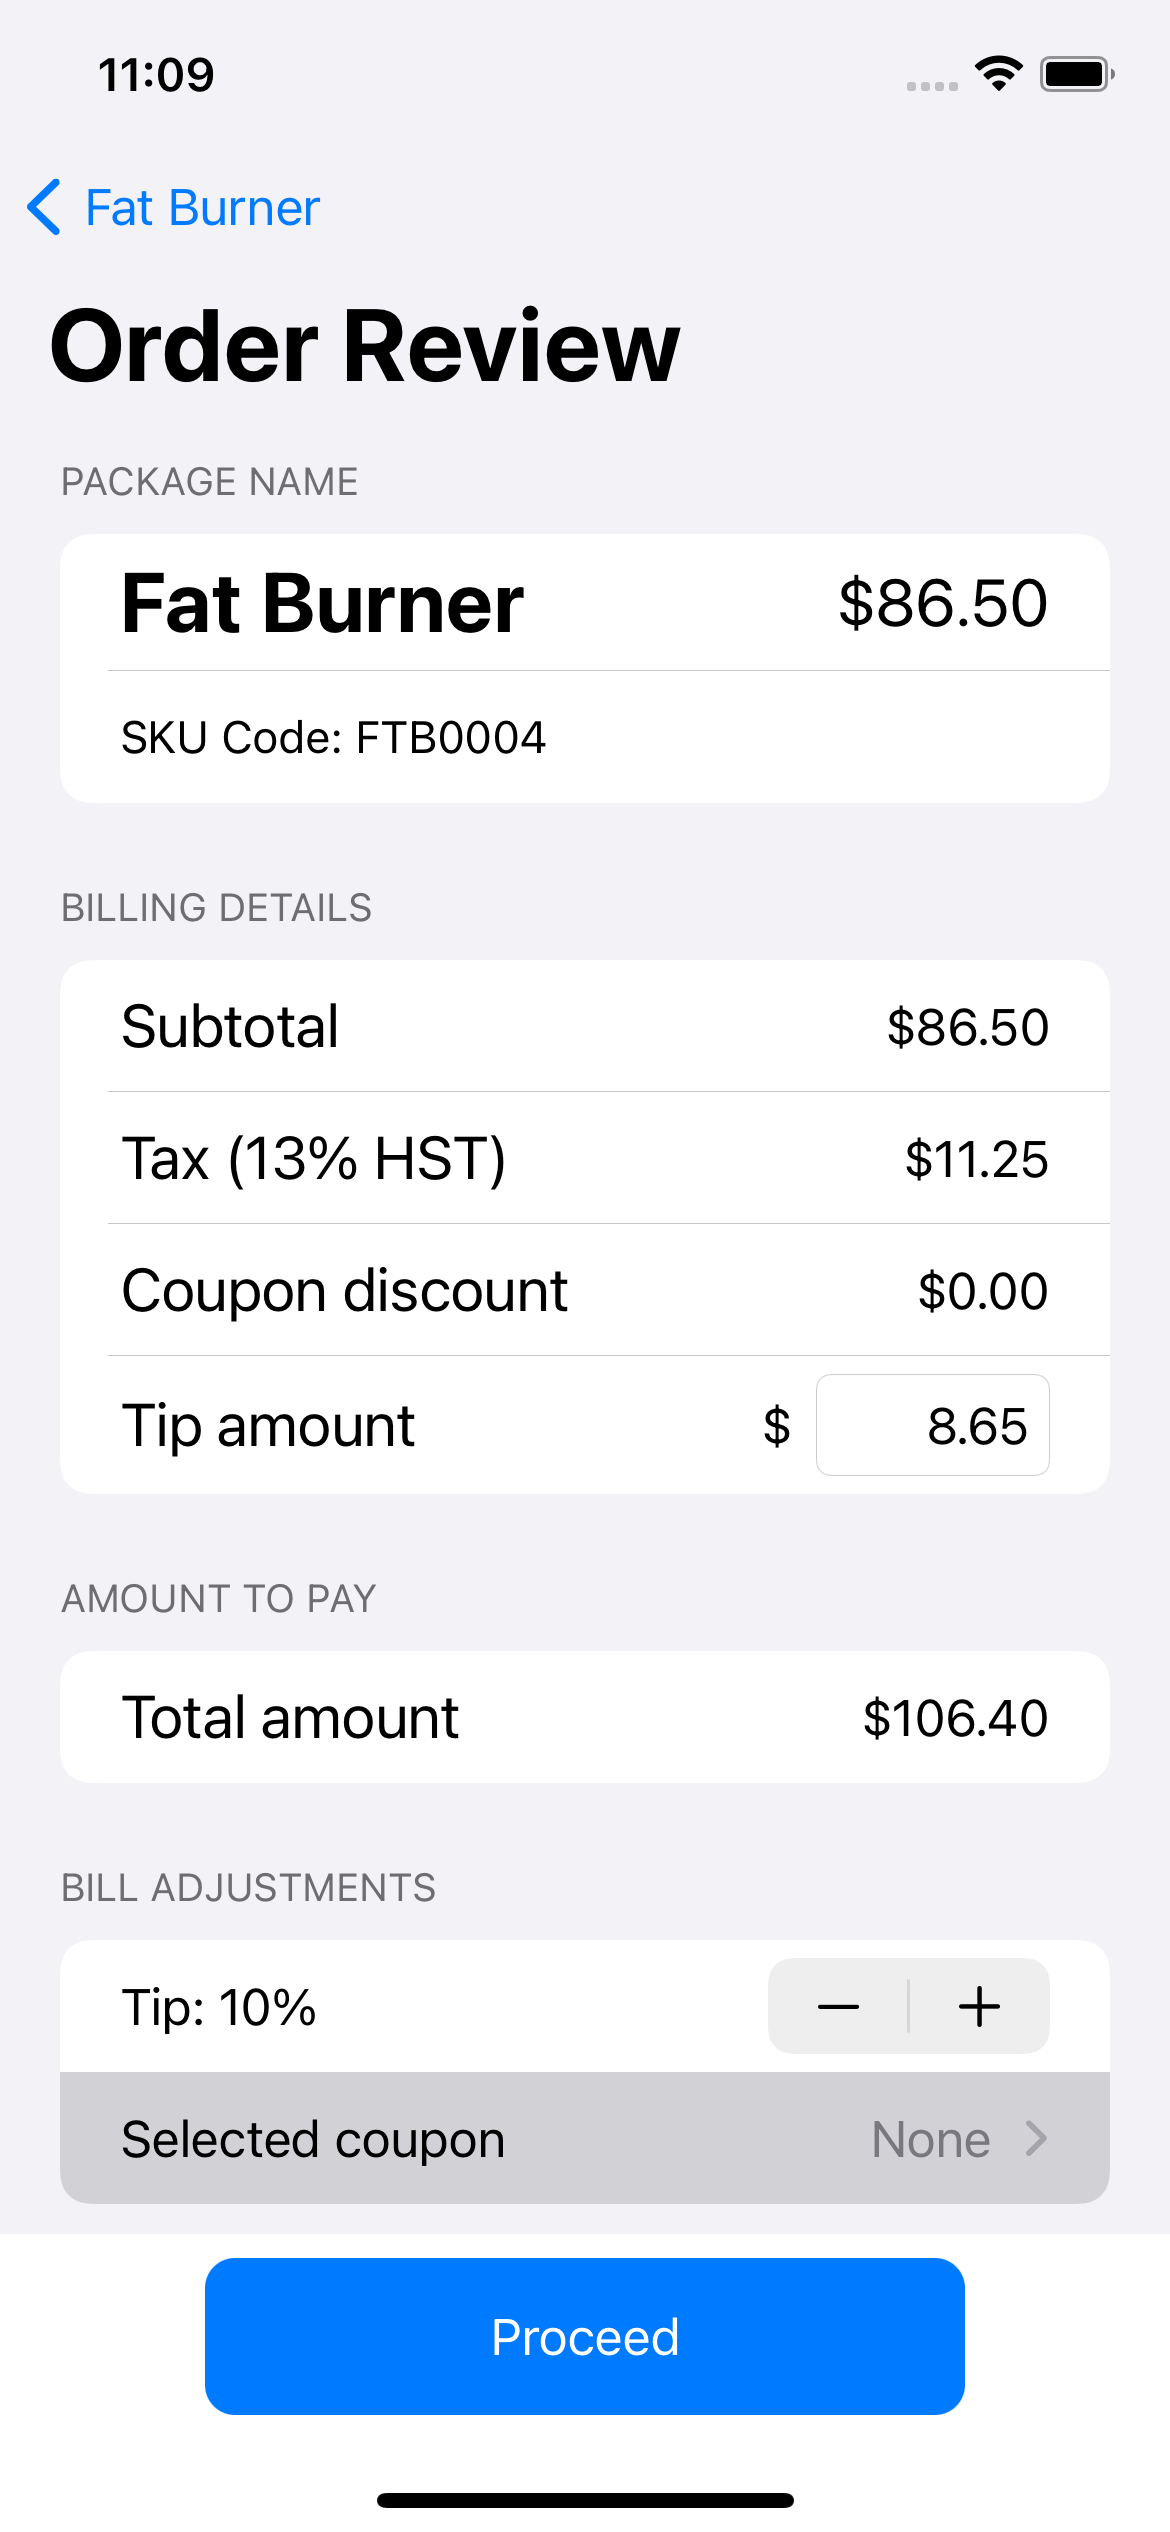 11:09
Fat Burner
Order Review
PACKAGE NAME
Fat Burner $86.50
SKU Code: FTB0004
BILLING DETAILS
Subtotal $86.50
Tax (13% HST) $11.25
Coupon discount $0.00
Tip amount $ 8.65
AMOUNT TO PAY
Total amount $106.40
BILL ADJUSTMENTS
Tip: 10% − +
Selected coupon None
Proceed